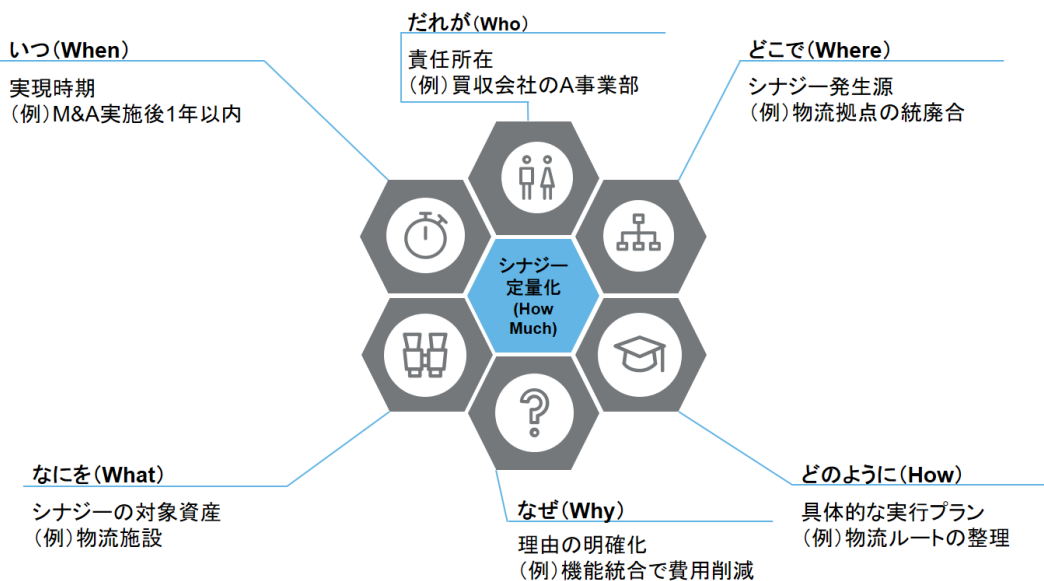 だれが(Who)
責任所在
(例)買収会社のA事業部
いつ(When)
実現時期
(例)M&A実施後1年以内
どこで(Where)
シナジー発生源
(例)物流拠点の統廃合
シナジー
定量化
(How
Much)
なにを(What)
シナジーの対象資産
(例)物流施設
なぜ(Why)
理由の明確化
(例)機能統合で費用削減
どのように(How)
具体的な実行プラン
(例)物流ルートの整理